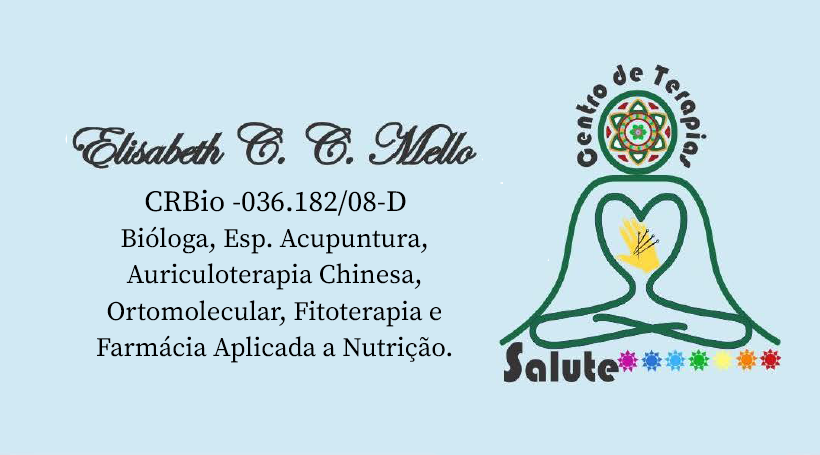 Elisabeth C. C. Mello
CRBio -036.182/08-D
Bióloga, Esp. Acupuntura,
Auriculoterapia Chinesa,
Ortomolecular, Fitoterapia e
Farmácia Aplicada a Nutrição.
Centro de Terapias
Salute